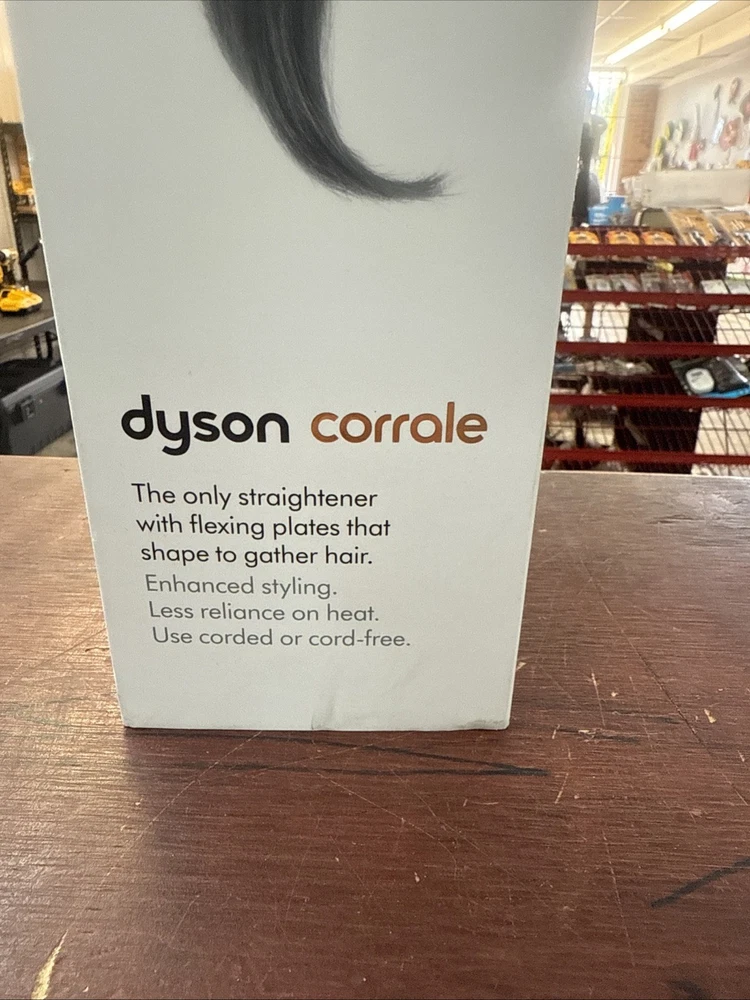 dyson corrale
The only straightener
with flexing plates that
shape to gather hair.
Enhanced styling.
Less reliance on heat.
Use corded or cord-free.